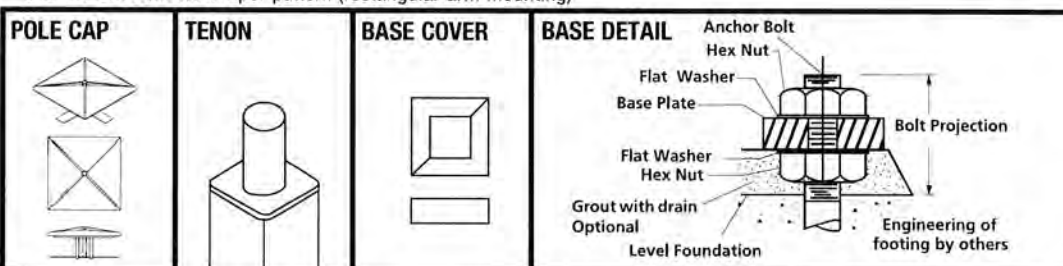 POLE CAP
TENON
BASE COVER
BASE DETAIL
Anchor Bolt
Hex Nut
Flat Washer
Base Plate
Bolt Projection
Flat Washer
Hex Nut
Grout with drain
Optional
Level Foundation
Engineering of
footing by others